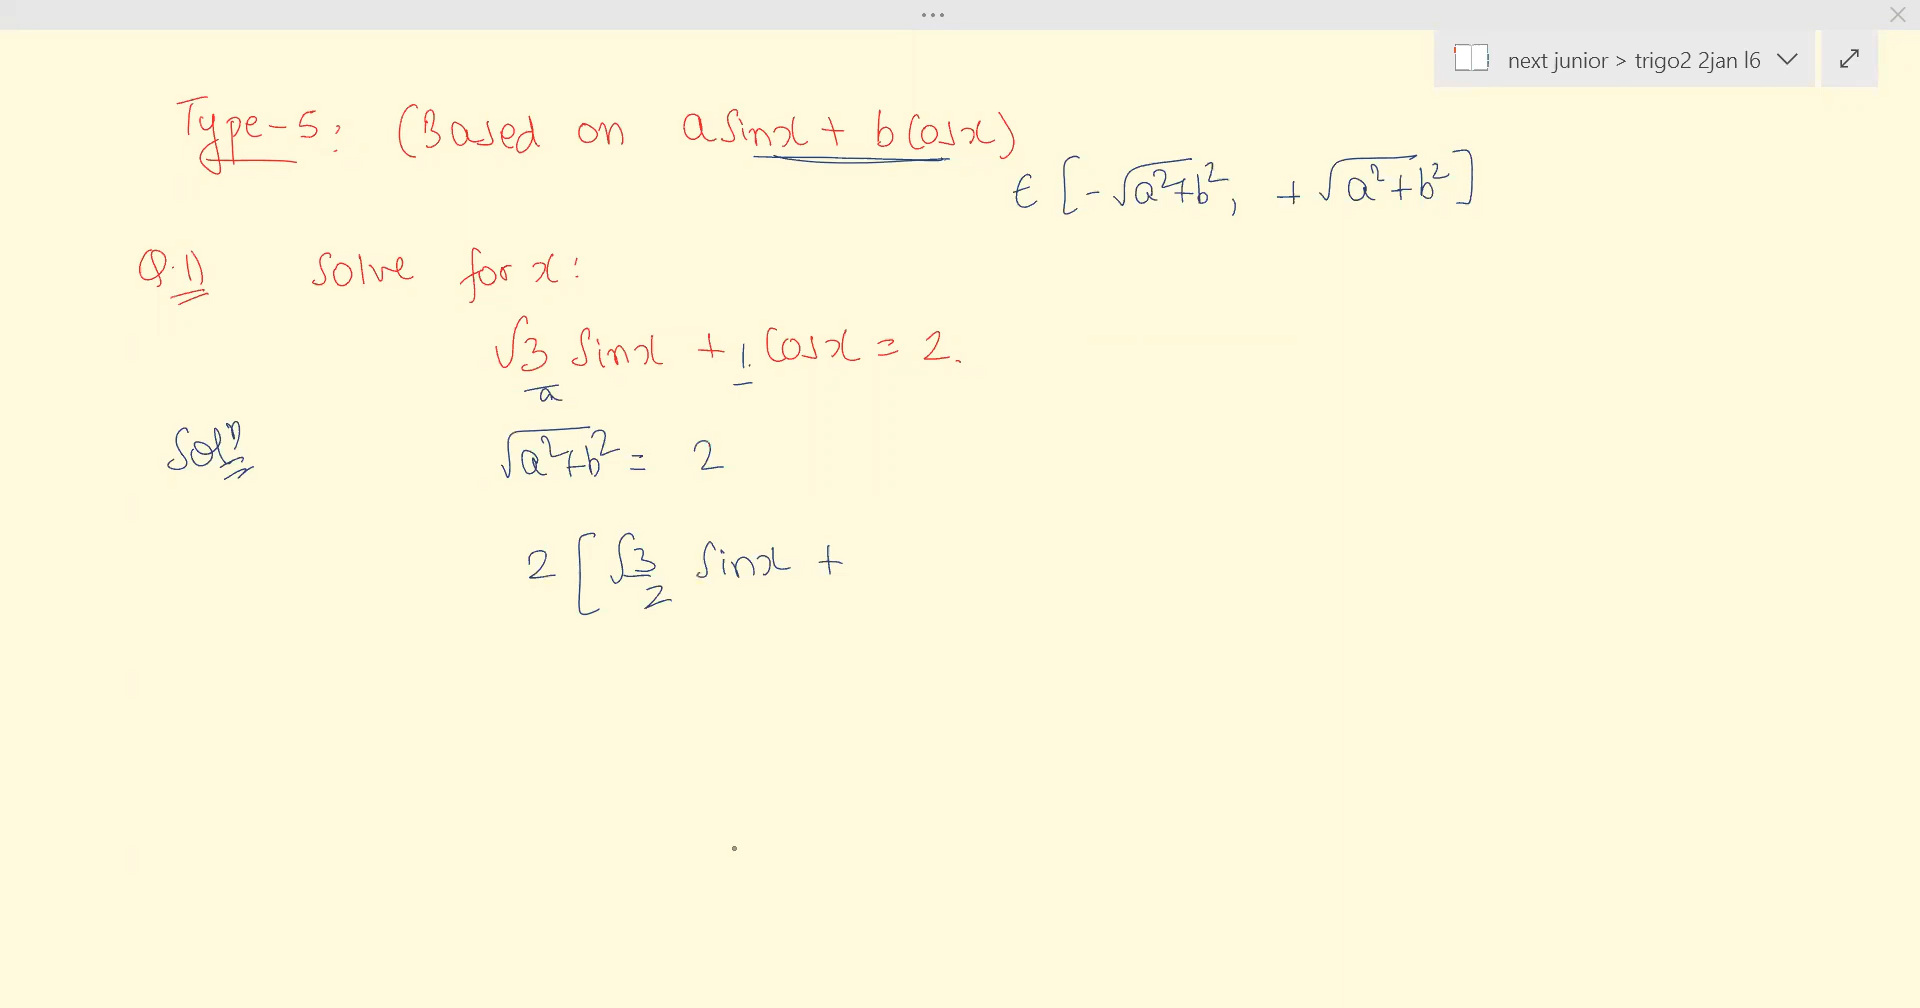 next junior > trigo2 2jan l6
Type-5: (Based on a sinx + b cosx)
∈ [-√a²+b², +√a²+b²]
Q.1) Solve for x:
√3 sinx + 1. cosx = 2.
a
Solⁿ √a²+b² = 2
2 [ √3/2 sinx +